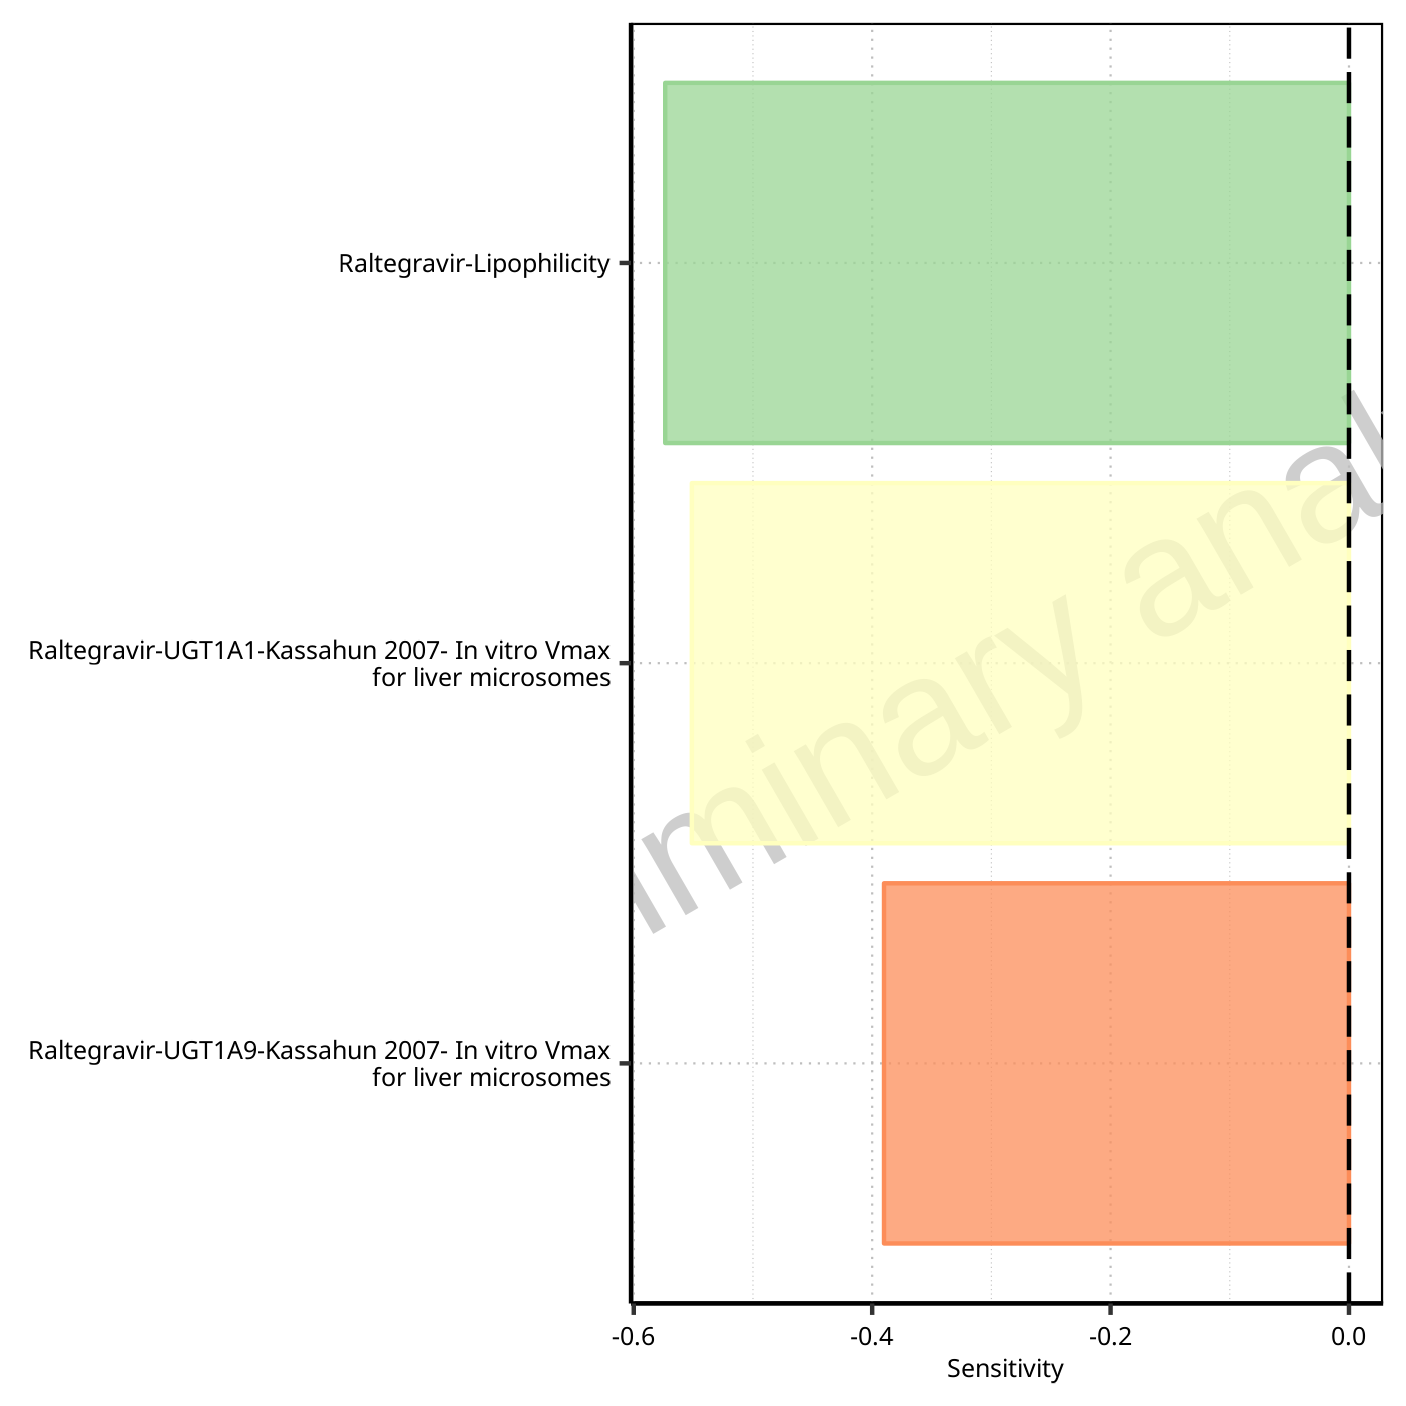 Raltegravir-Lipophilicity
Raltegravir-UGT1A1-Kassahun 2007- In vitro Vmax
for liver microsomes
Raltegravir-UGT1A9-Kassahun 2007- In vitro Vmax
for liver microsomes
minary anal
-0.6
-0.4
-0.2
0.0
Sensitivity